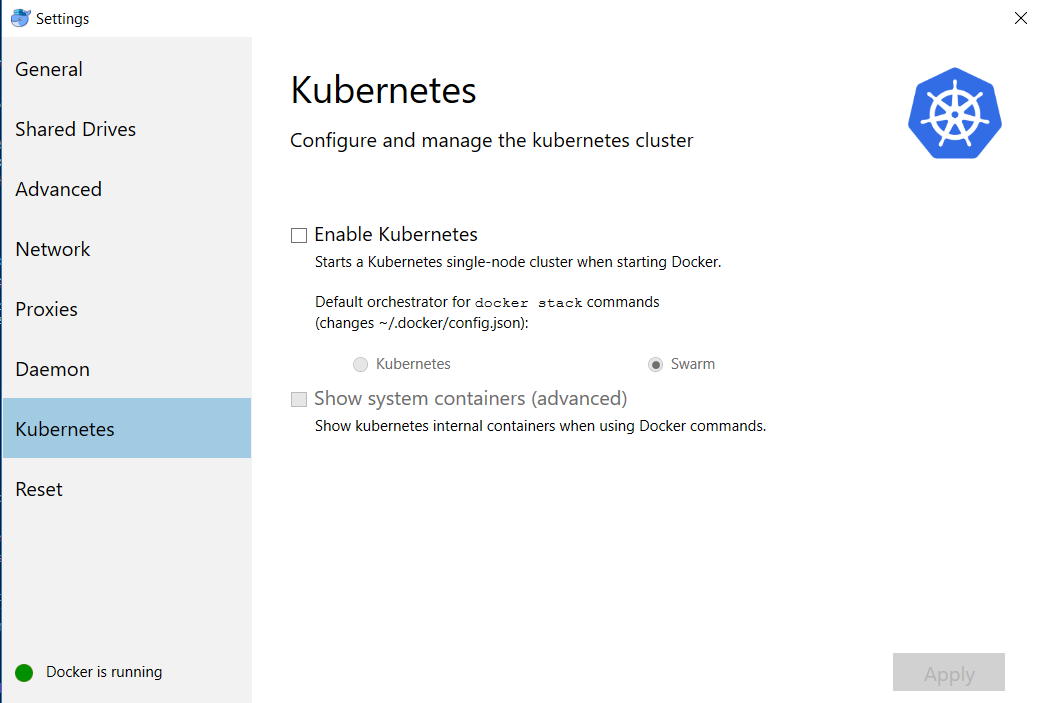 Settings
General
Shared Drives
Advanced
Network
Proxies
Daemon
Kubernetes
Reset
Docker is running
Kubernetes
Configure and manage the kubernetes cluster
Enable Kubernetes
Starts a Kubernetes single-node cluster when starting Docker.
Default orchestrator for docker stack commands
(changes ~/.docker/config.json):
Kubernetes Swarm
Show system containers (advanced)
Show kubernetes internal containers when using Docker commands.
Apply